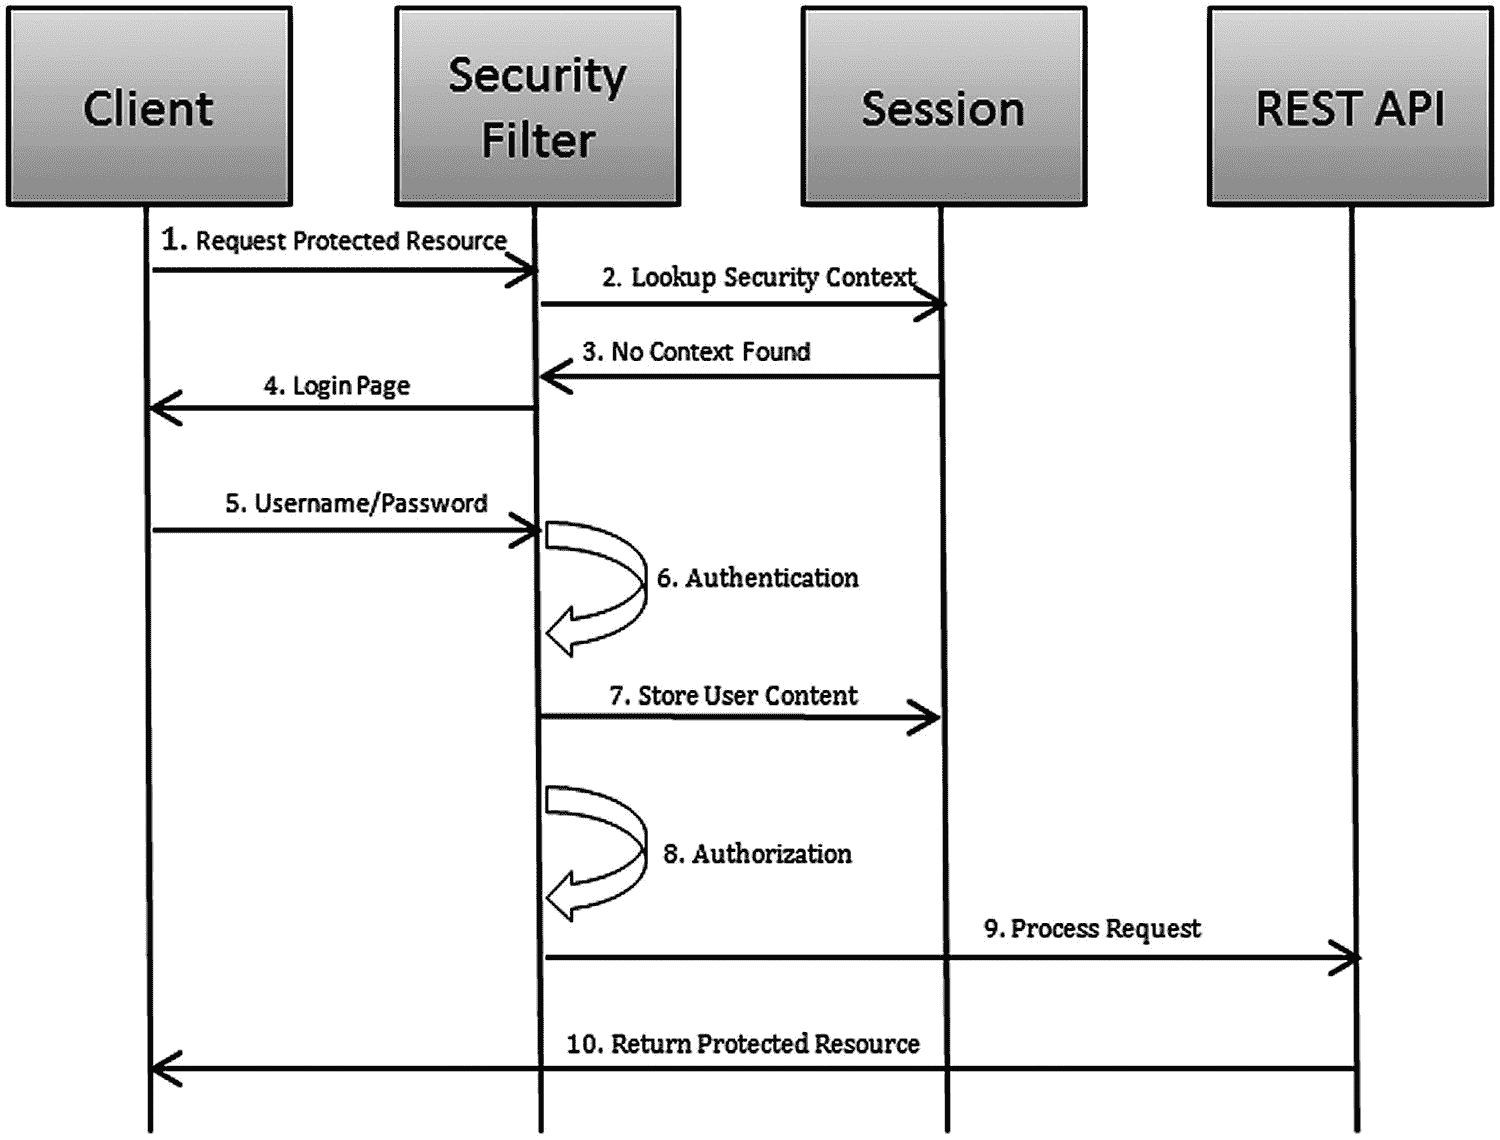 Client
Security
Filter
Session
REST API
1. Request Protected Resource
2. Lookup Security Context
3. No Context Found
4. Login Page
5. Username/Password
6. Authentication
7. Store User Content
8. Authorization
9. Process Request
10. Return Protected Resource